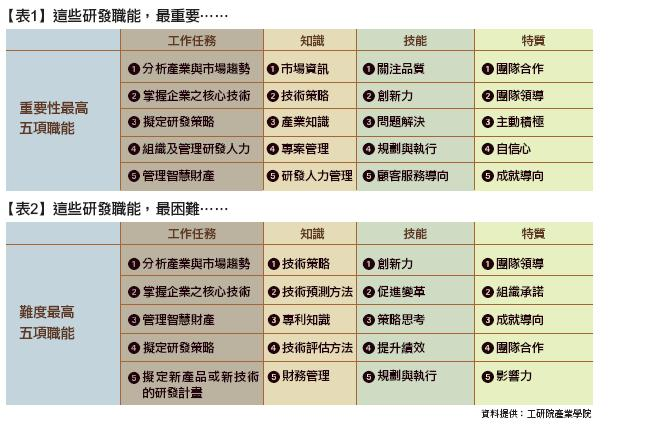 【表1】這些研發職能，最重要……
工作任務 知識 技能 特質
重要性最高
五項職能
❶分析產業與市場趨勢 ❶市場資訊 ❶關注品質 ❶團隊合作
❷掌握企業之核心技術 ❷技術策略 ❷創新力 ❷團隊領導
❸擬定研發策略 ❸產業知識 ❸問題解決 ❸主動積極
❹組織及管理研發人力 ❹專案管理 ❹規劃與執行 ❹自信心
❺管理智慧財產 ❺研發人力管理 ❺顧客服務導向 ❺成就導向
【表2】這些研發職能，最困難……
工作任務 知識 技能 特質
難度最高
五項職能
❶分析產業與市場趨勢 ❶技術策略 ❶創新力 ❶團隊領導
❷掌握企業之核心技術 ❷技術預測方法 ❷促進變革 ❷組織承諾
❸管理智慧財產 ❸專利知識 ❸策略思考 ❸成就導向
❹擬定研發策略 ❹技術評估方法 ❹提升績效 ❹團隊合作
❺擬定新產品或新技術 ❺財務管理 ❺規劃與執行 ❺影響力
的研發計畫
資料提供：工研院產業學院